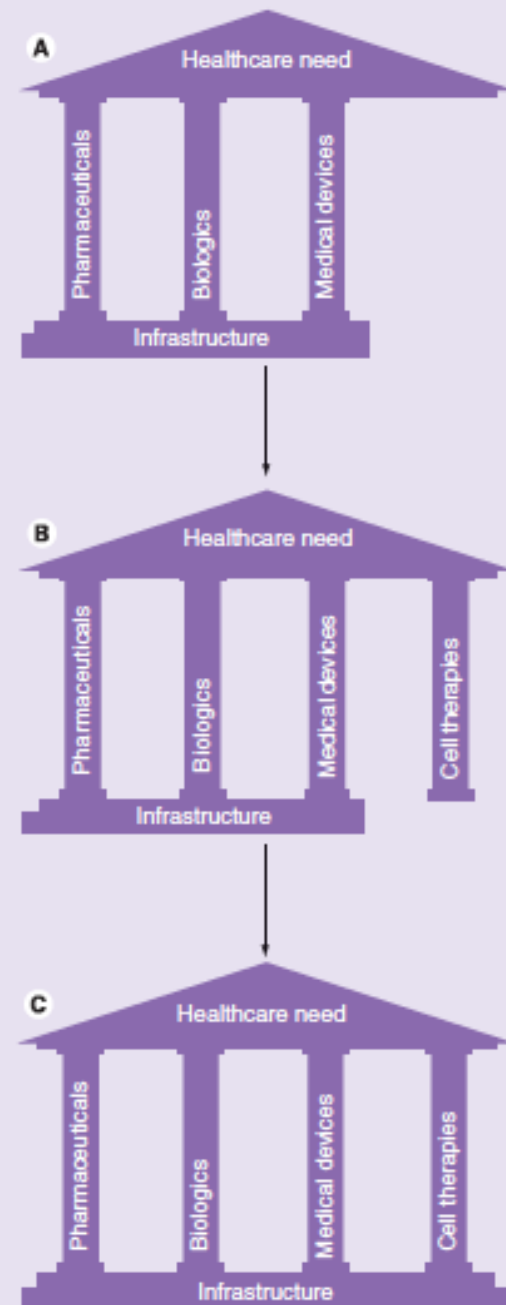 A
Healthcare need
Pharmaceuticals
Biologics
Medical devices
Infrastructure
B
Healthcare need
Pharmaceuticals
Biologics
Medical devices
Cell therapies
Infrastructure
C
Healthcare need
Pharmaceuticals
Biologics
Medical devices
Cell therapies
Infrastructure